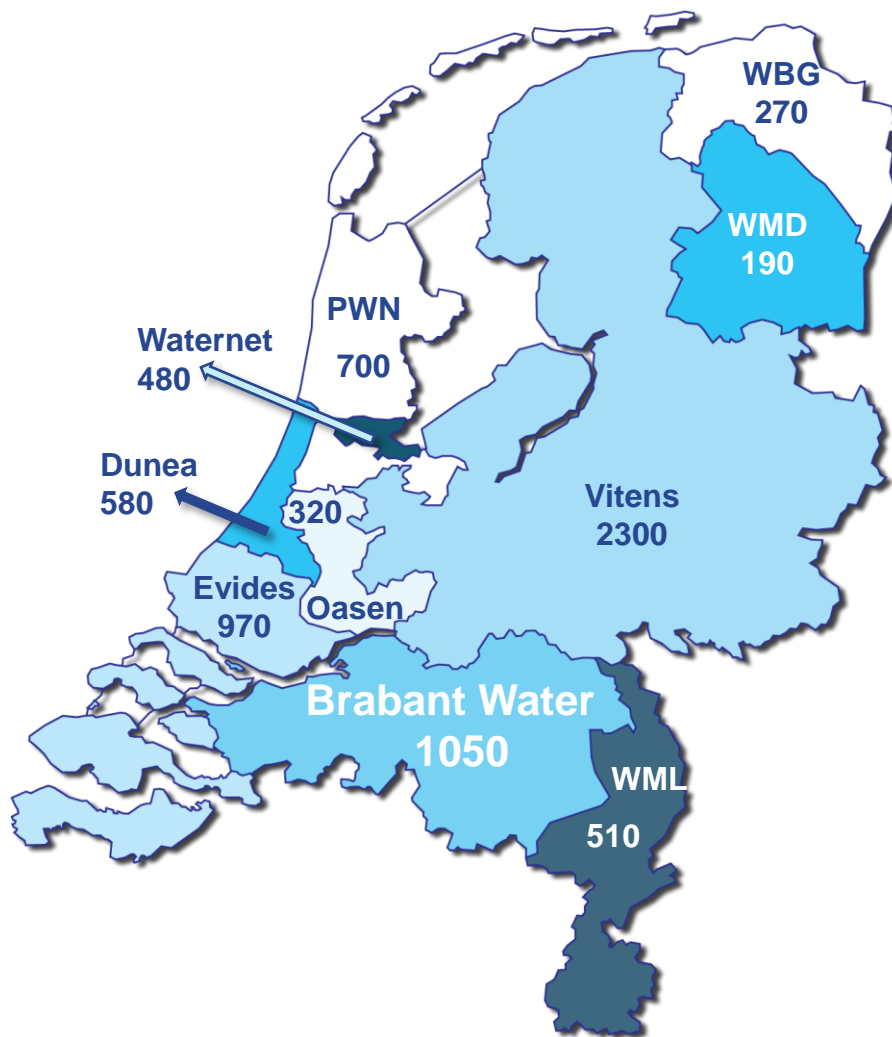 WBG
270
WMD
190
PWN
700
Waternet
480
Dunea
580
320
Vitens
2300
Evides
970
Oasen
Brabant Water
1050
WML
510